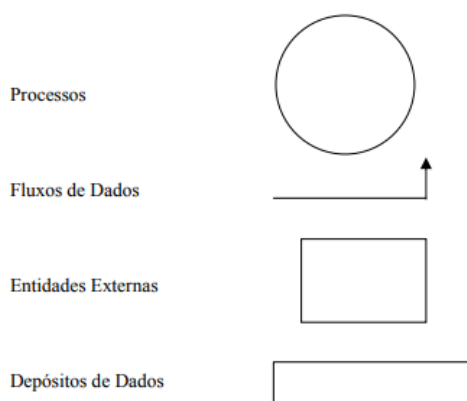 Processos
Fluxos de Dados
Entidades Externas
Depósitos de Dados